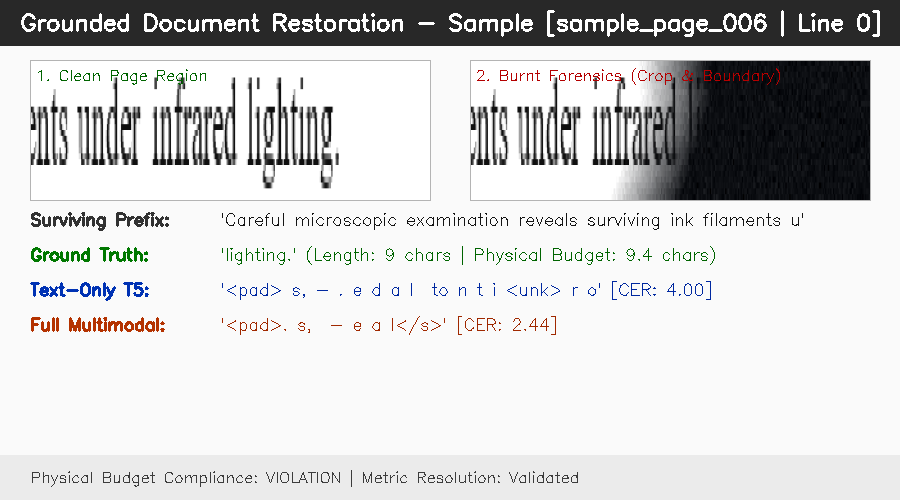 Grounded Document Restoration - Sample [sample_page_006 | Line 0]
1. Clean Page Region
ents under infrared lighting.
2. Burnt Forensics (Crop & Boundary)
ents under infrared
Surviving Prefix: 'Careful microscopic examination reveals surviving ink filaments u'
Ground Truth: 'lighting.' (Length: 9 chars | Physical Budget: 9.4 chars)
Text-Only T5: '<pad> s, - . e d a l  to n t i <unk> r o' [CER: 4.00]
Full Multimodal: '<pad>. s,  - e a l</s>' [CER: 2.44]
Physical Budget Compliance: VIOLATION | Metric Resolution: Validated